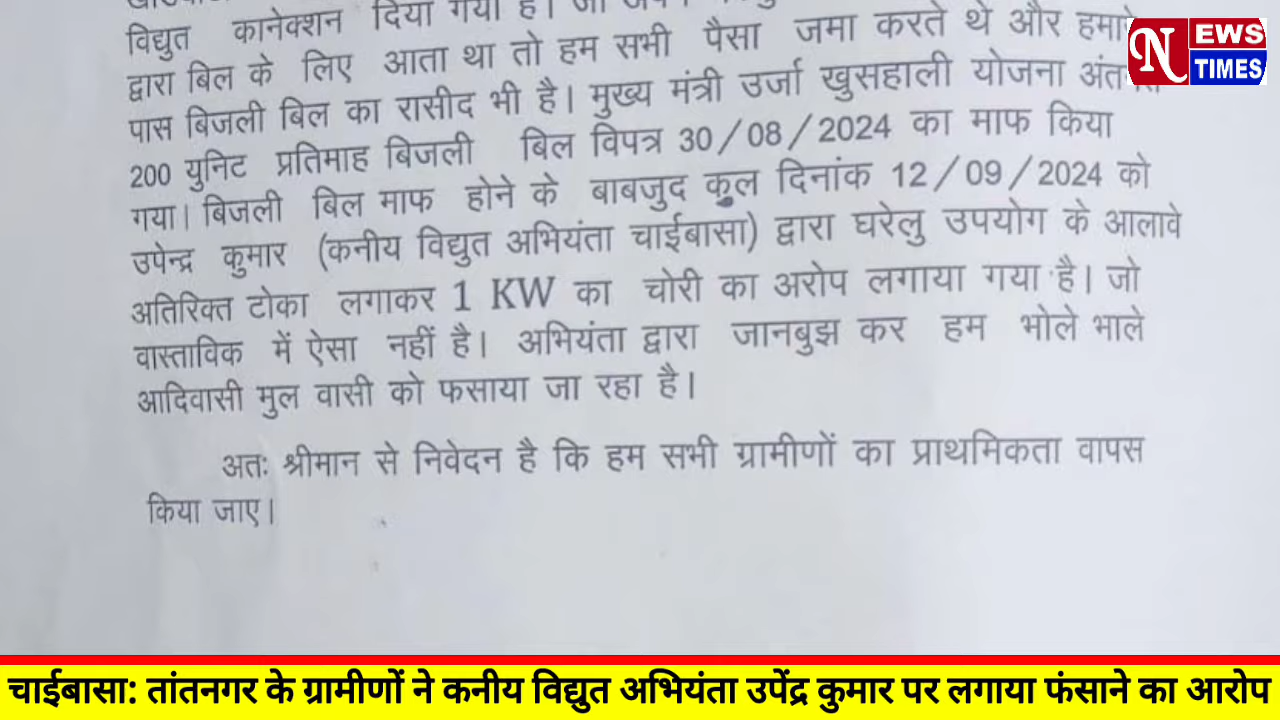 विद्युत कानेक्शन दिया गया है। जो
द्वारा बिल के लिए आता था तो हम सभी पैसा जमा करते थे और हमारे
पास बिजली बिल का रासीद भी है। मुख्य मंत्री उर्जा खुसहाली योजना
200 युनिट प्रतिमाह बिजली बिल विपत्र 30/08/2024 का माफ किया
गया। बिजली बिल माफ होने के बाबजुद कुल दिनांक 12/09/2024 को
उपेन्द्र कुमार (कनीय विद्युत अभियंता चाईबासा) द्वारा घरेलु उपयोग के आलावे
अतिरिक्त टोका लगाकर 1 KW का चोरी का अरोप लगाया गया है। जो
वास्ताविक में ऐसा नहीं है। अभियंता द्वारा जानबुझ कर हम भोले भाले
आदिवासी मुल वासी को फसाया जा रहा है।
अतः श्रीमान से निवेदन है कि हम सभी ग्रामीणों का प्राथमिकता वापस
किया जाए।
NEWS
TIMES
चाईबासा: तांतनगर के ग्रामीणों ने कनीय विद्युत अभियंता उपेंद्र कुमार पर लगाया फंसाने का आरोप